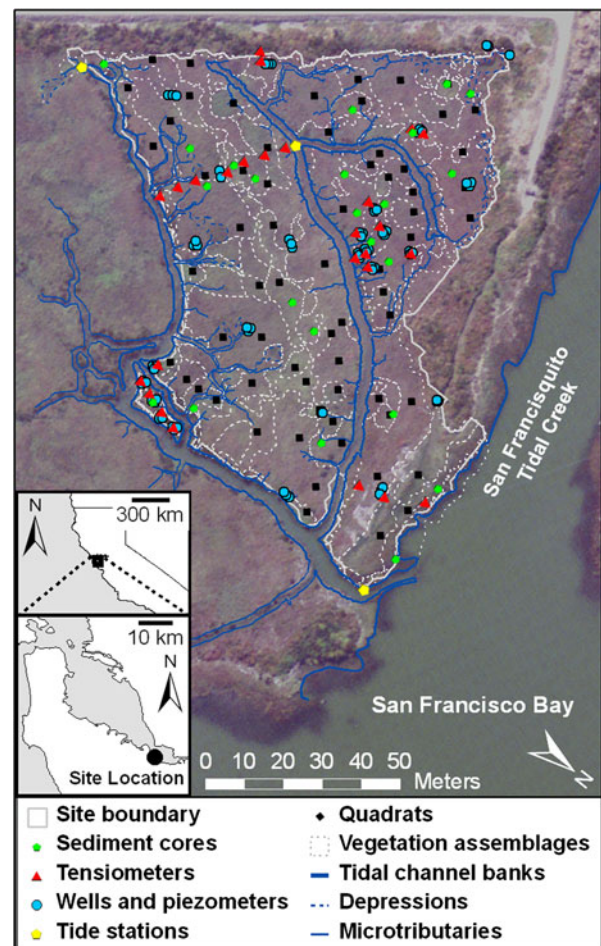 San Francisquito
Tidal Creek
N
300 km
10 km
N
Site Location
San Francisco Bay
0 10 20 30 40 50
Meters
N
Site boundary
Sediment cores
Tensiometers
Wells and piezometers
Tide stations
Quadrats
Vegetation assemblages
Tidal channel banks
Depressions
Microtributaries